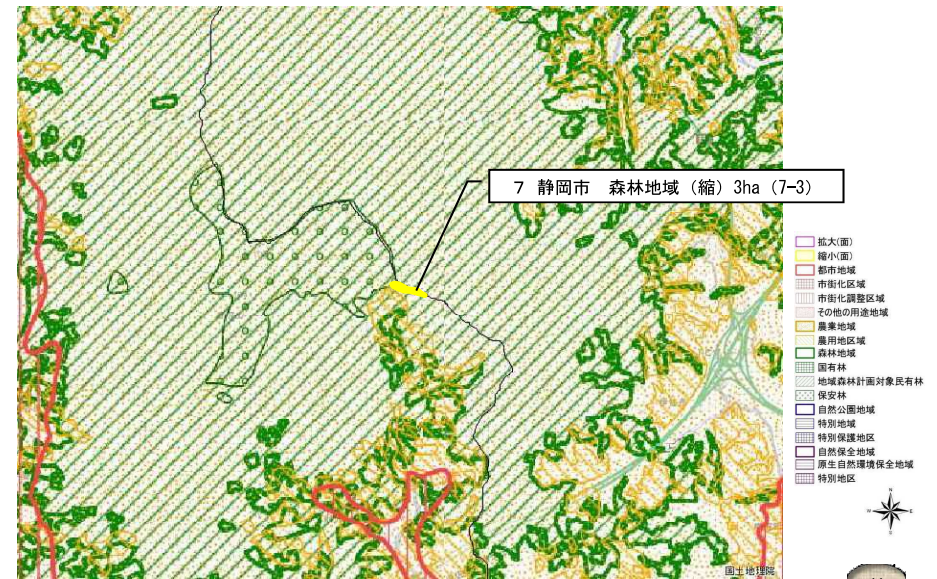 7 静岡市 森林地域（縮）3ha（7-3）
拡大(面)
縮小(面)
都市地域
市街化区域
市街化調整区域
その他の用途地域
農業地域
農用地区域
森林地域
国有林
地域森林計画対象民有林
保安林
自然公園地域
特別地域
特別保護地区
自然保全地域
原生自然環境保全地域
特別地区
国土地理院